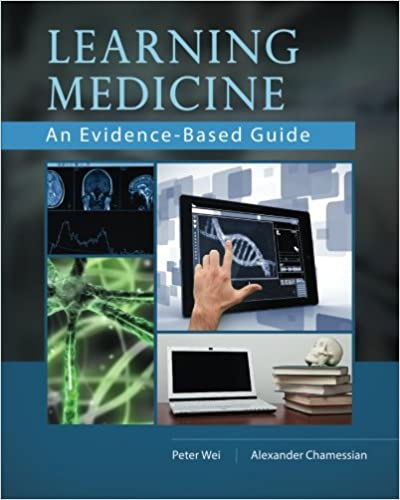 LEARNING
MEDICINE
An Evidence-Based Guide
Peter Wei | Alexander Chamessian